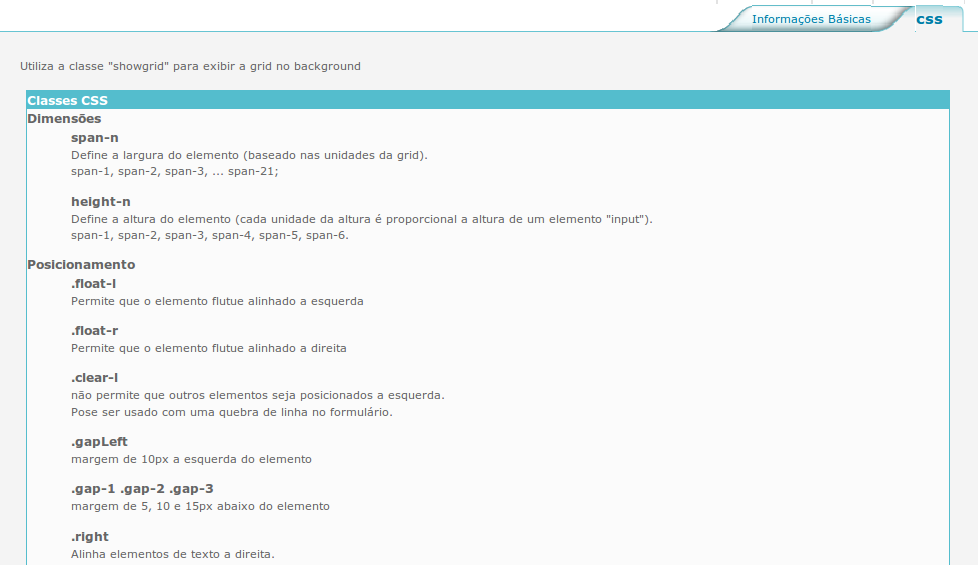 Informações Básicas
CSS
Utiliza a classe "showgrid" para exibir a grid no background
Classes CSS
Dimensões
span-n
Define a largura do elemento (baseado nas unidades da grid).
span-1, span-2, span-3, ... span-21;
height-n
Define a altura do elemento (cada unidade da altura é proporcional a altura de um elemento "input").
span-1, span-2, span-3, span-4, span-5, span-6.
Posicionamento
.float-l
Permite que o elemento flutue alinhado a esquerda
.float-r
Permite que o elemento flutue alinhado a direita
.clear-l
não permite que outros elementos seja posicionados a esquerda.
Pose ser usado com uma quebra de linha no formulário.
.gapLeft
margem de 10px a esquerda do elemento
.gap-1 .gap-2 .gap-3
margem de 5, 10 e 15px abaixo do elemento
.right
Alinha elementos de texto a direita.